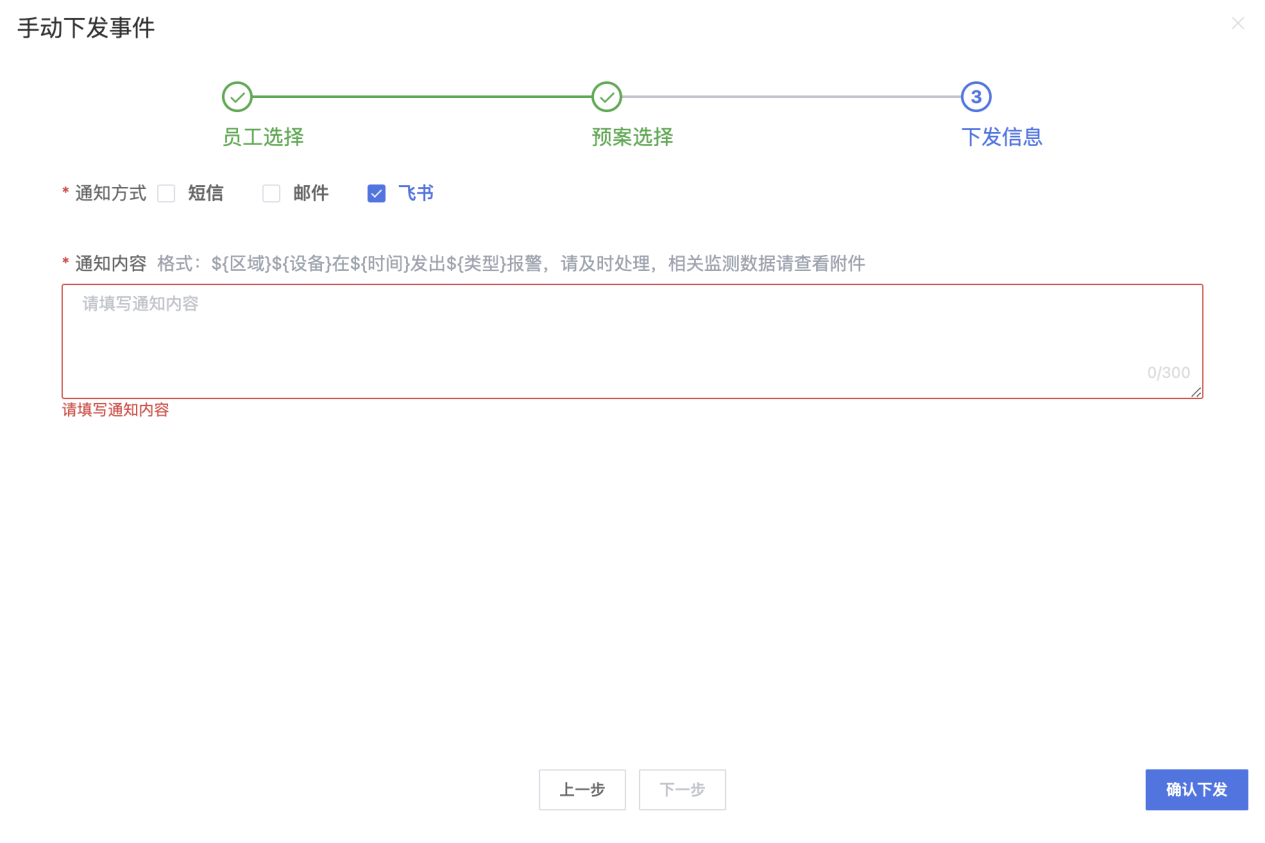 手动下发事件
3
员工选择 预案选择 下发信息
* 通知方式 短信 邮件 飞书
* 通知内容 格式：${区域}${设备}在${时间}发出${类型}报警，请及时处理，相关监测数据请查看附件
请填写通知内容
0/300
请填写通知内容
上一步 下一步 确认下发